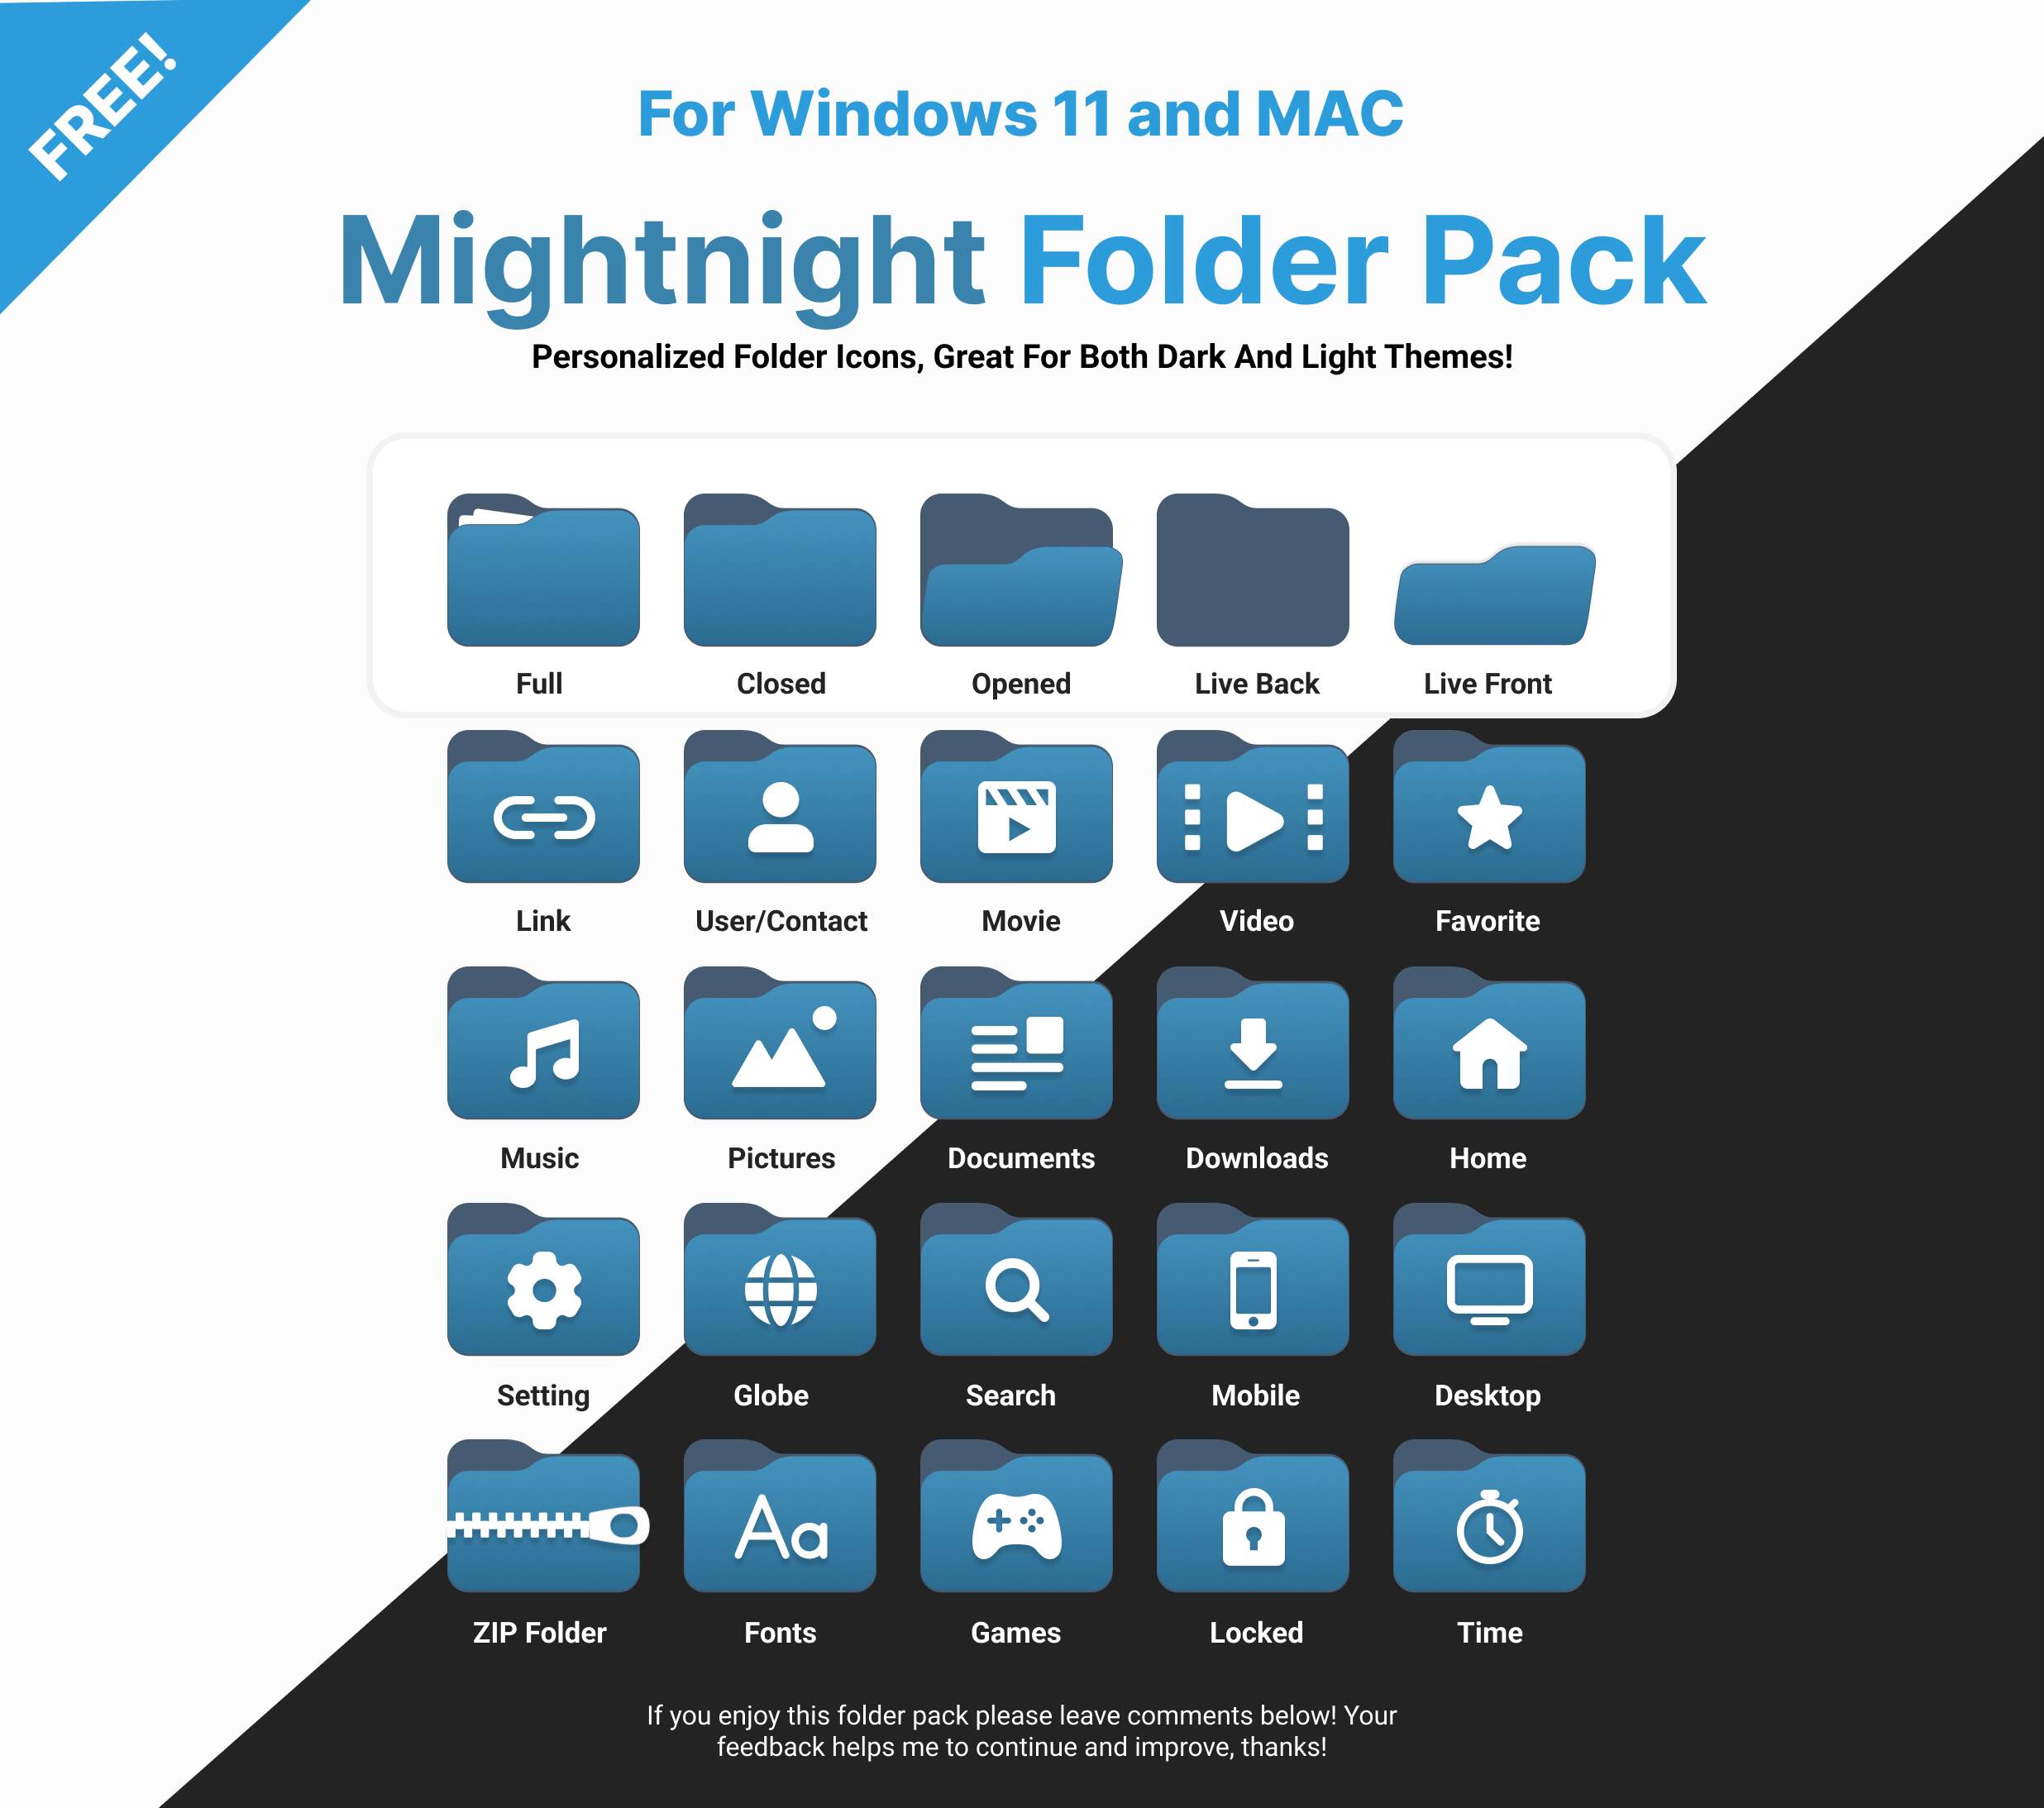 FREE!
For Windows 11 and MAC
Mightnight Folder Pack
Personalized Folder Icons, Great For Both Dark And Light Themes!
Full Closed Opened Live Back Live Front
Link User/Contact Movie Video Favorite
Music Pictures Documents Downloads Home
Setting Globe Search Mobile Desktop
Aa
ZIP Folder Fonts Games Locked Time
If you enjoy this folder pack please leave comments below! Your
feedback helps me to continue and improve, thanks!